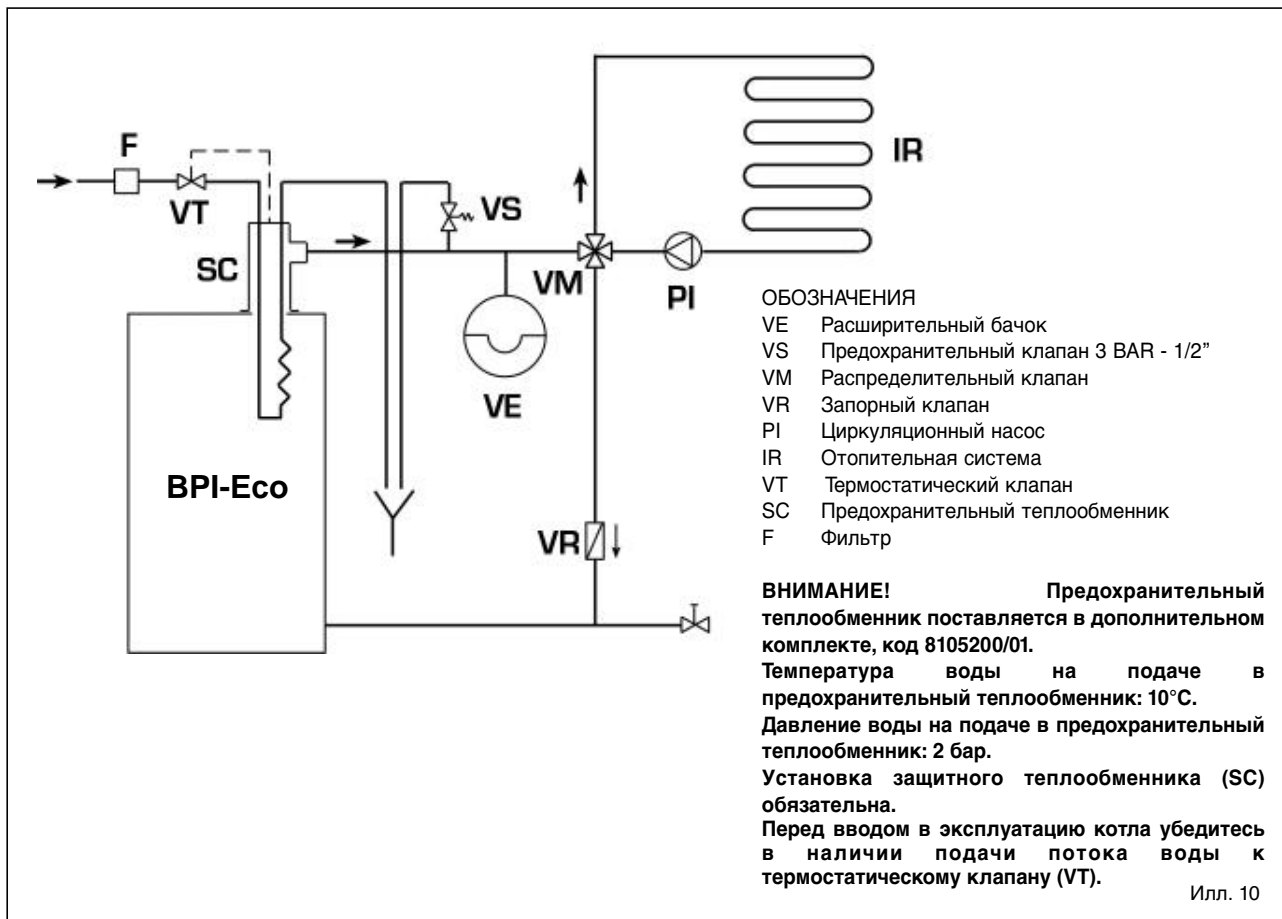 F
VT
SC
VS
VM
PI
IR
VE
BPI-Eco
VR
ОБОЗНАЧЕНИЯ
VE Расширительный бачок
VS Предохранительный клапан 3 BAR - 1/2”
VM Распределительный клапан
VR Запорный клапан
PI Циркуляционный насос
IR Отопительная система
VT Термостатический клапан
SC Предохранительный теплообменник
F Фильтр
ВНИМАНИЕ! Предохранительный
теплообменник поставляется в дополнительном
комплекте, код 8105200/01.
Температура воды на подаче в
предохранительный теплообменник: 10°C.
Давление воды на подаче в предохранительный
теплообменник: 2 бар.
Установка защитного теплообменника (SC)
обязательна.
Перед вводом в эксплуатацию котла убедитесь
в наличии подачи потока воды к
термостатическому клапану (VT).
Илл. 10